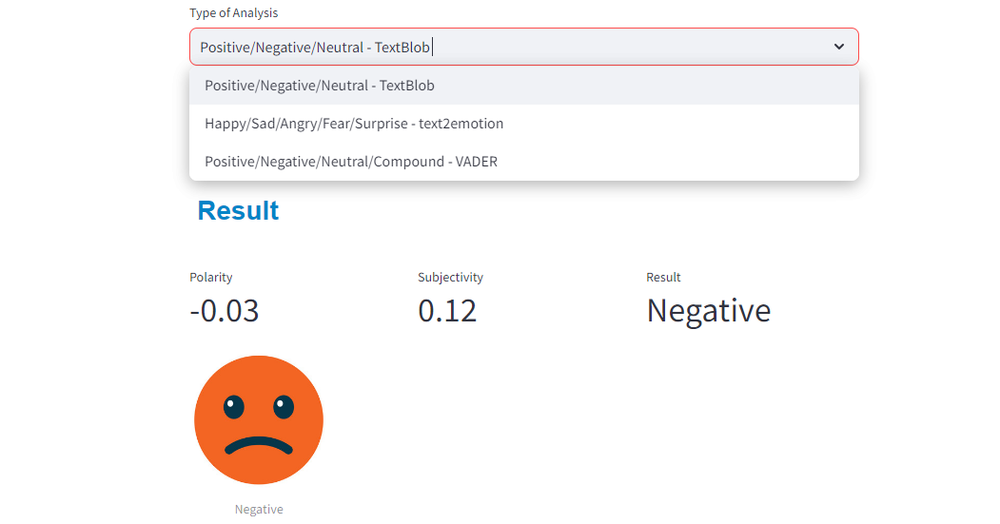 Type of Analysis
Positive/Negative/Neutral - TextBlob
Positive/Negative/Neutral - TextBlob
Happy/Sad/Angry/Fear/Surprise - text2emotion
Positive/Negative/Neutral/Compound - VADER
Result
Polarity Subjectivity Result
-0.03 0.12 Negative
Negative